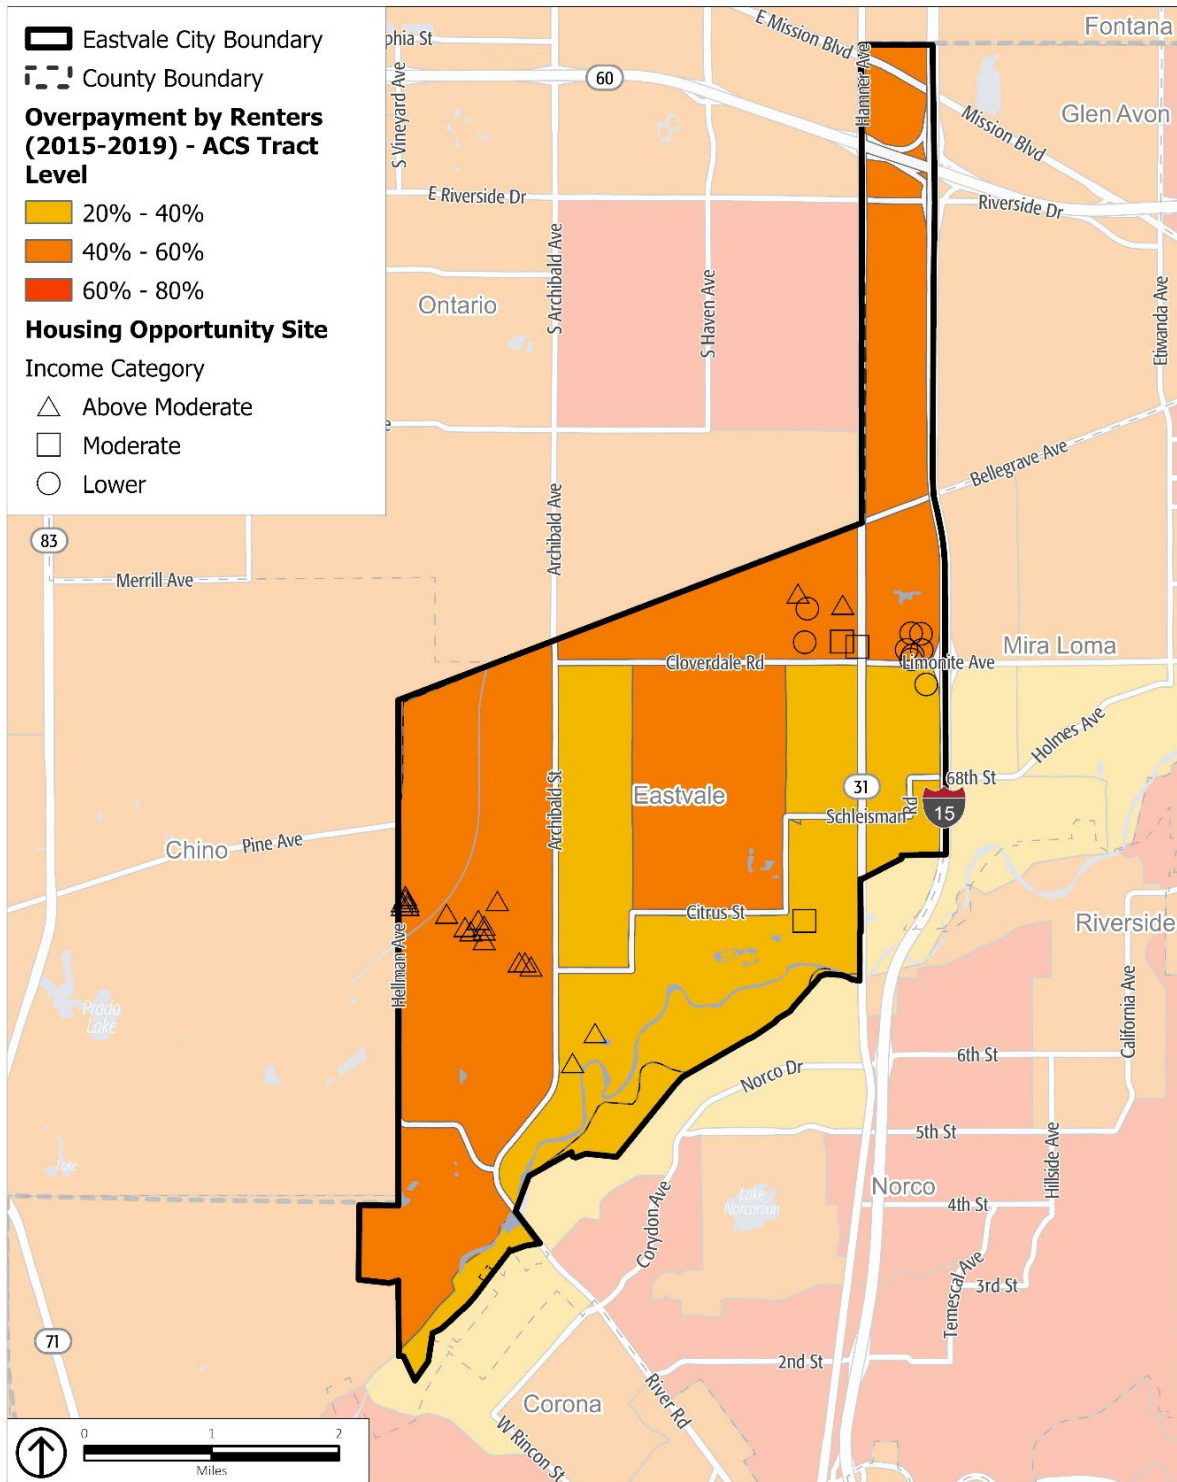 Eastvale City Boundary
County Boundary
Overpayment by Renters
(2015-2019) - ACS Tract
Level
20% - 40%
40% - 60%
60% - 80%
Housing Opportunity Site
Income Category
Above Moderate
Moderate
Lower
phia St
E Mission Blvd
Fontana
60
Hamner Ave
S Vineyard Ave
Glen Avon
Mission Blvd
E Riverside Dr
Riverside Dr
S Archibald Ave
S Haven Ave
Ontario
Etiwanda Ave
e
Bellegrave Ave
83
Archibald Ave
Merrill Ave
Mira Loma
Cloverdale Rd
Limonite Ave
Holmes Ave
68th St
Eastvale
31
Rd
15
Archibald St
Schleisman
Chino
Pine Ave
Citrus St
Riverside
Hellman Ave
California Ave
Prado
Lake
6th St
Norco Dr
5th St
Lake
Hillside Ave
Norco
Lake
Norconian
4th St
Corydon Ave
Temescal Ave
3rd St
71
2nd St
River Rd
Corona
W Rincon St
0 1 2
Miles